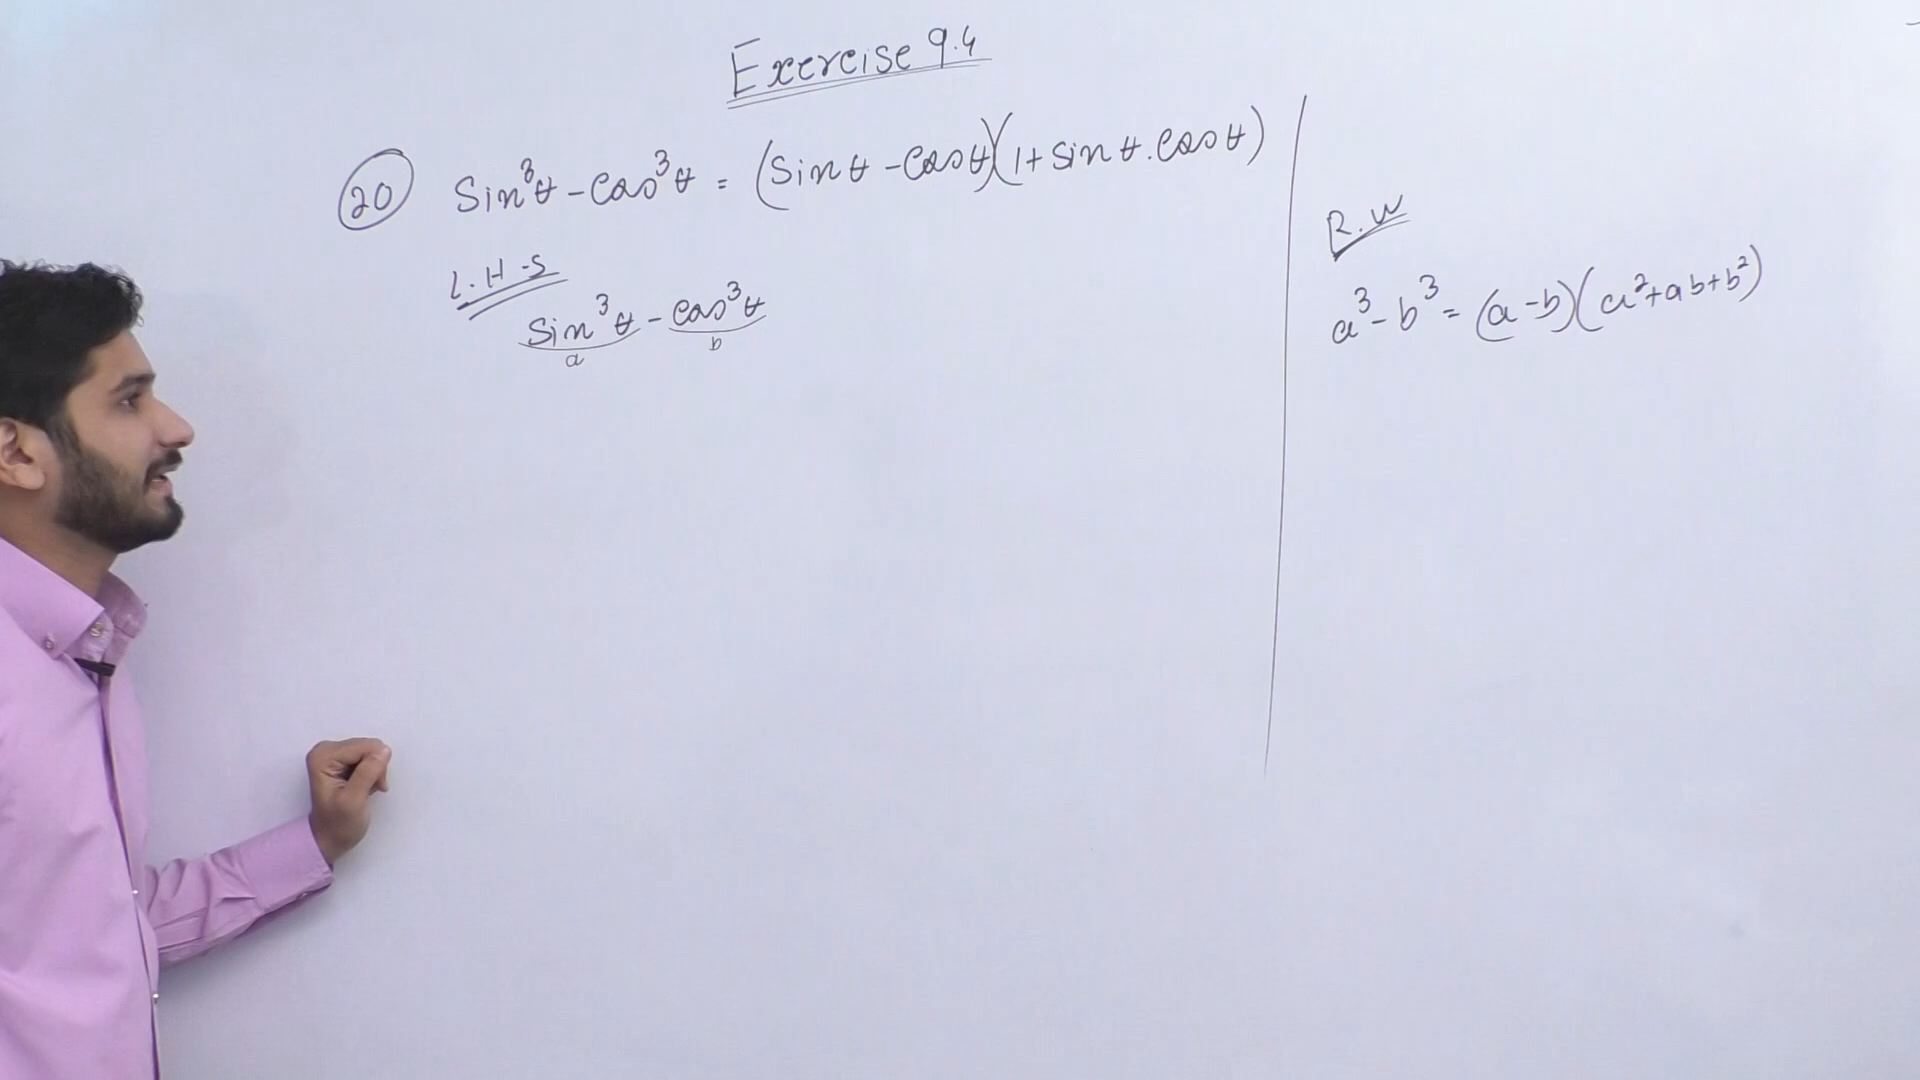 Exercise 9.4
20 Sin³θ - Cos³θ = (Sinθ - Cosθ)(1 + Sinθ.Cosθ)
L.H.S
Sin³θ - Cos³θ
a b
R.W
a³ - b³ = (a - b)(a² + ab + b²)